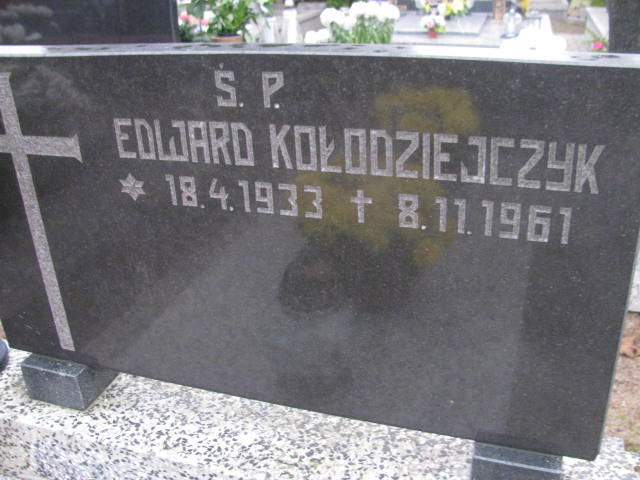 Ś. P.
EDWARD KOŁODZIEJCZYK
* 18.4.1933 † 8.11.1961